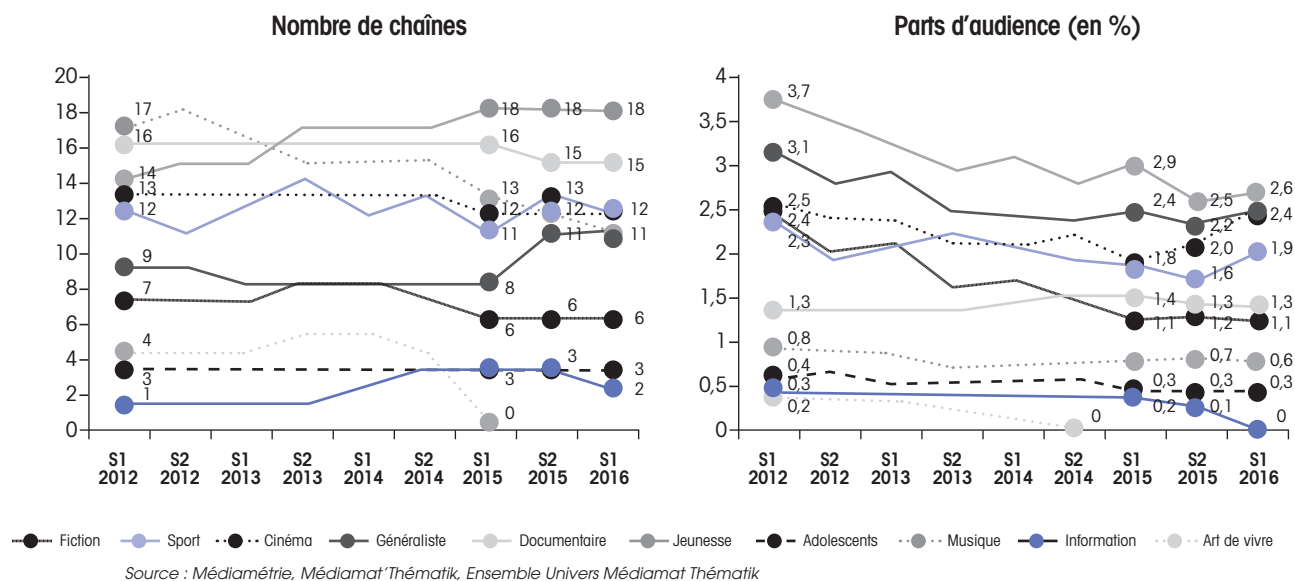 Nombre de chaînes
20
18
16
14
12
10
8
6
4
2
0
17
16
14
13
12
9
7
4
3
1
18
16
13
12
11
8
6
3
0
18
15
13
12
11
6
3
18
15
12
11
6
3
2
S1 2012
S2 2012
S1 2013
S2 2013
S1 2014
S2 2014
S1 2015
S2 2015
S1 2016
Parts d'audience (en %)
4
3,5
3
2,5
2
1,5
1
0,5
0
3,7
3,1
2,5
2,4
2,3
1,3
0,8
0,4
0,3
0,2
0
2,9
2,4
1,8
1,4
1,1
0,3
0,2
2,5
2,2
2,0
1,6
1,3
1,2
0,7
0,3
0,1
2,6
2,4
1,9
1,3
1,1
0,6
0,3
0
S1 2012
S2 2012
S1 2013
S2 2013
S1 2014
S2 2014
S1 2015
S2 2015
S1 2016
Fiction
Sport
Cinéma
Généraliste
Documentaire
Jeunesse
Adolescents
Musique
Information
Art de vivre
Source : Médiamétrie, Médiamat'Thématik, Ensemble Univers Médiamat Thématik